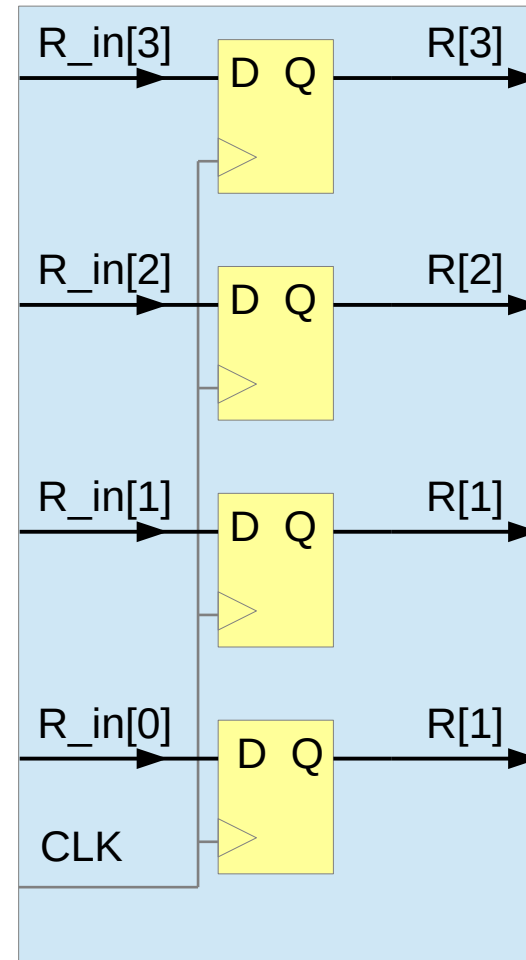 R_in[3] R[3]
D Q
R_in[2] R[2]
D Q
R_in[1] R[1]
D Q
R_in[0] R[1]
D Q
CLK